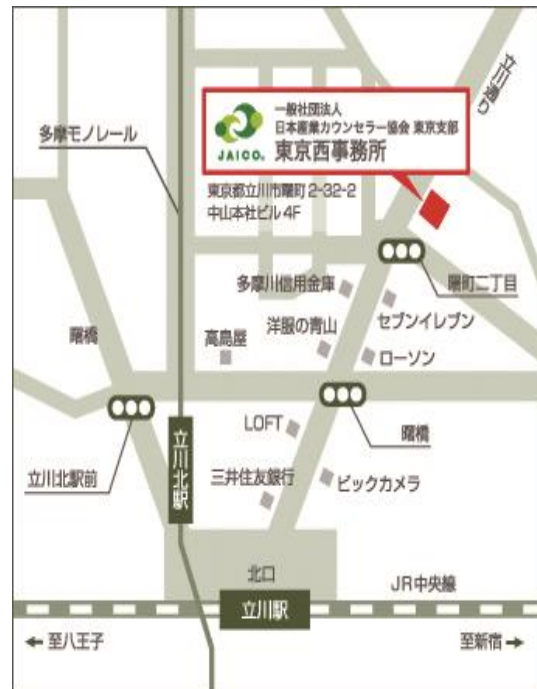 立川通り
一般社団法人
日本産業カウンセラー協会 東京支部
JAICO.
東京西事務所
多摩モノレール
東京都立川市曙町2-32-2
中山本社ビル4F
多摩川信用金庫
曙町二丁目
セブンイレブン
洋服の青山
曙橋
高島屋
ローソン
LOFT
曙橋
立川北駅前
立川北駅
三井住友銀行
ビックカメラ
北口
JR中央線
立川駅
←至八王子
至新宿→